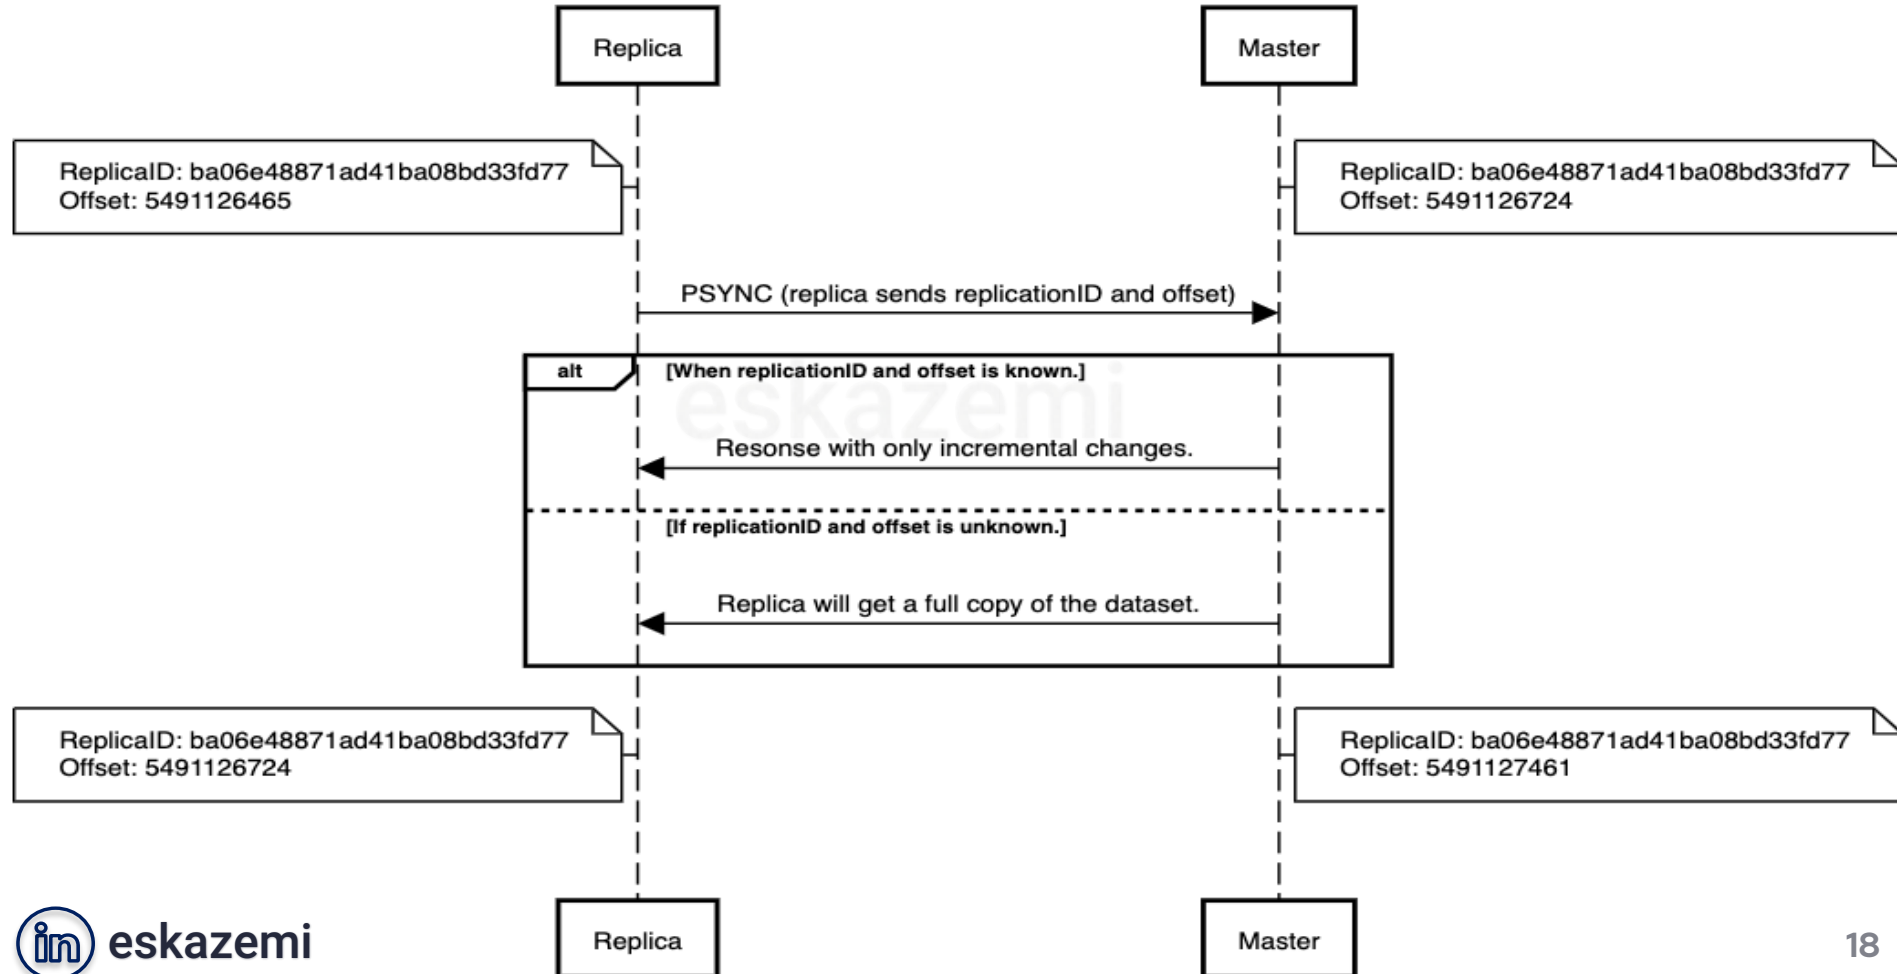 Replica
Master
ReplicaID: ba06e48871ad41ba08bd33fd77
Offset: 5491126465
ReplicaID: ba06e48871ad41ba08bd33fd77
Offset: 5491126724
PSYNC (replica sends replicationID and offset)
alt
[When replicationID and offset is known.]
eskazemi
Resonse with only incremental changes.
[If replicationID and offset is unknown.]
Replica will get a full copy of the dataset.
ReplicaID: ba06e48871ad41ba08bd33fd77
Offset: 5491126724
ReplicaID: ba06e48871ad41ba08bd33fd77
Offset: 5491127461
in eskazemi
Replica
Master
18